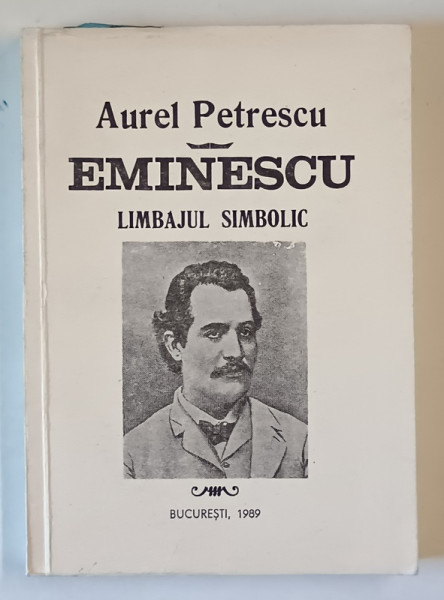 Aurel Petrescu
EMINESCU
LIMBAJUL SIMBOLIC
BUCUREȘTI, 1989